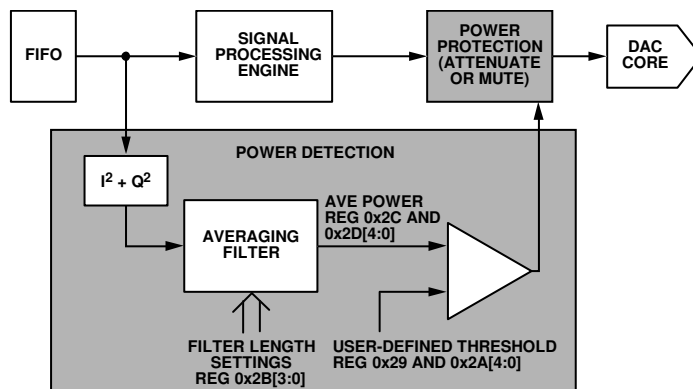 FIFO
SIGNAL
PROCESSING
ENGINE
POWER
PROTECTION
(ATTENUATE
OR MUTE)
DAC
CORE
POWER DETECTION
I² + Q²
AVERAGING
FILTER
AVE POWER
REG 0x2C AND
0x2D[4:0]
FILTER LENGTH
SETTINGS
REG 0x2B[3:0]
USER-DEFINED THRESHOLD
REG 0x29 AND 0x2A[4:0]